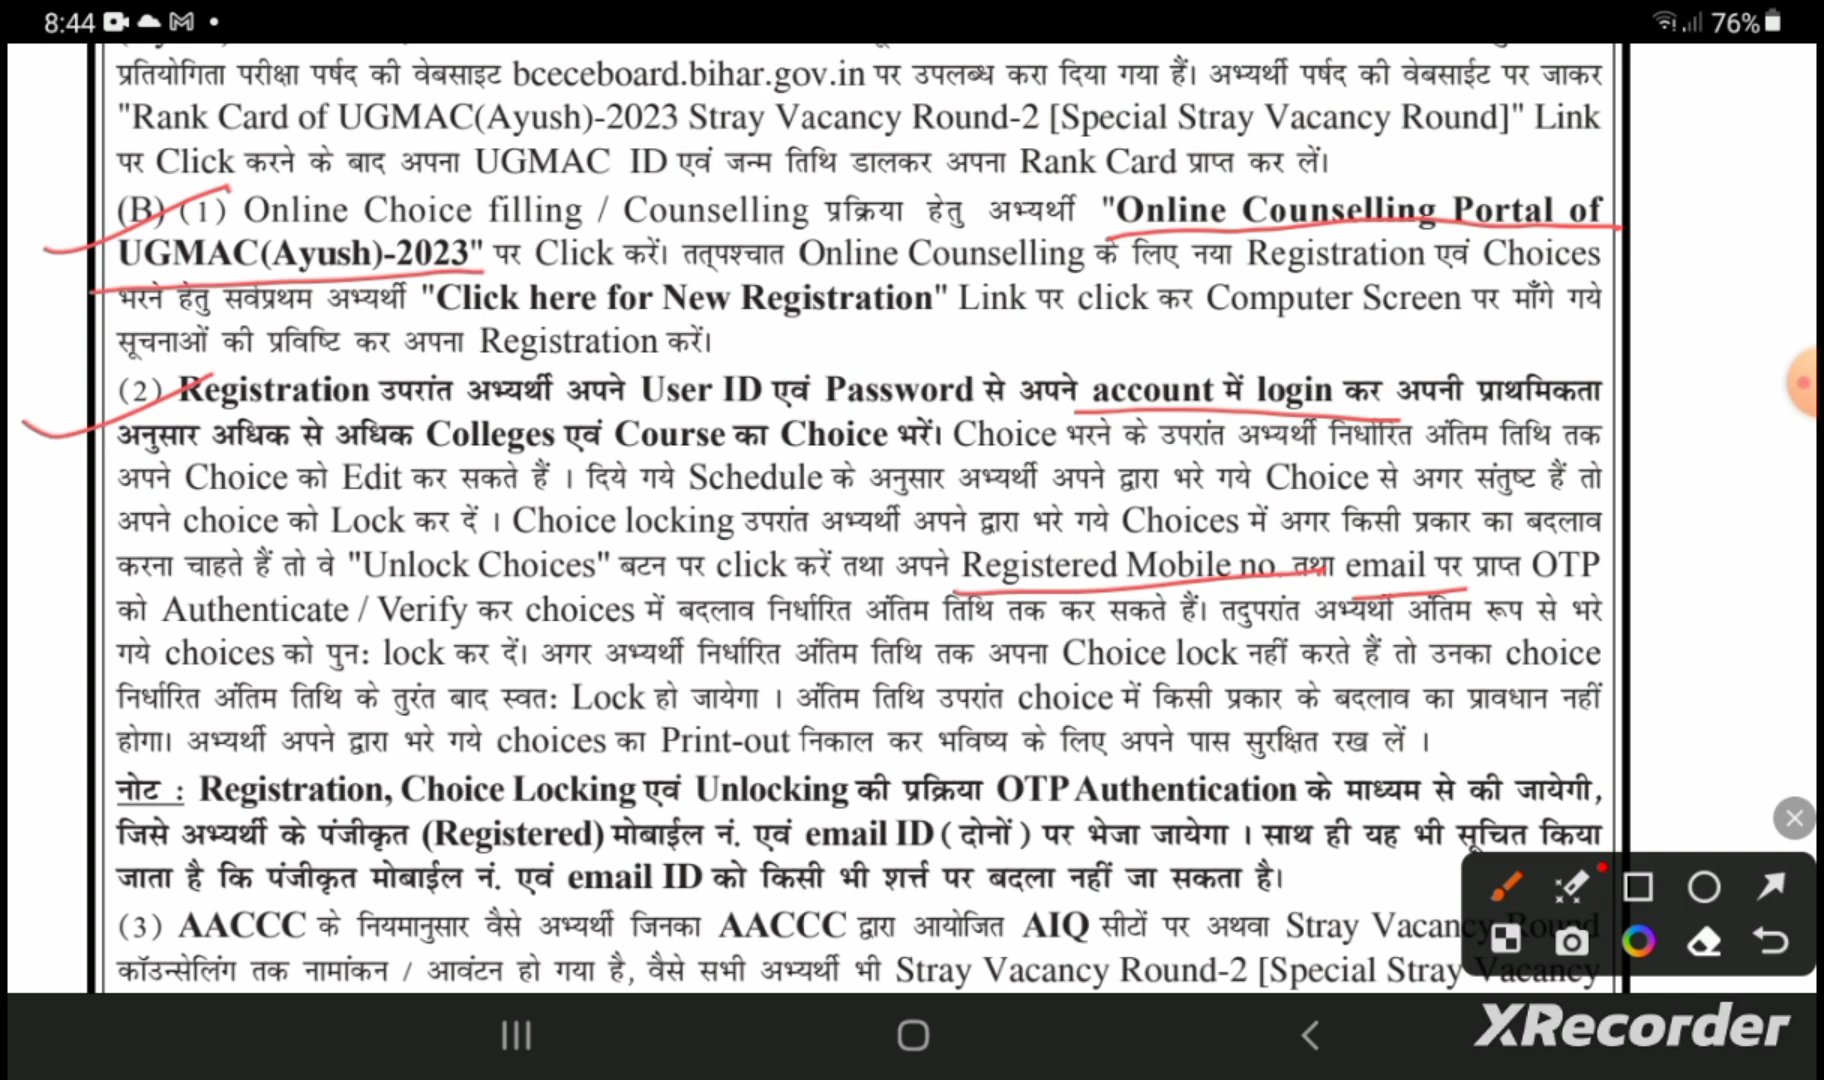 8:44
76%
प्रतियोगिता परीक्षा पर्षद की वेबसाइट bceceboard.bihar.gov.in पर उपलब्ध करा दिया गया हैं। अभ्यर्थी पर्षद की वेबसाईट पर जाकर
"Rank Card of UGMAC(Ayush)-2023 Stray Vacancy Round-2 [Special Stray Vacancy Round]" Link
पर Click करने के बाद अपना UGMAC ID एवं जन्म तिथि डालकर अपना Rank Card प्राप्त कर लें।
(B) (1) Online Choice filling / Counselling प्रक्रिया हेतु अभ्यर्थी "Online Counselling Portal of
UGMAC(Ayush)-2023" पर Click करें। तत्पश्चात Online Counselling के लिए नया Registration एवं Choices
भरने हेतु सर्वप्रथम अभ्यर्थी "Click here for New Registration" Link पर click कर Computer Screen पर माँगे गये
सूचनाओं की प्रविष्टि कर अपना Registration करें।
(2) Registration उपरांत अभ्यर्थी अपने User ID एवं Password से अपने account में login कर अपनी प्राथमिकता
अनुसार अधिक से अधिक Colleges एवं Course का Choice भरें। Choice भरने के उपरांत अभ्यर्थी निर्धारित अंतिम तिथि तक
अपने Choice को Edit कर सकते हैं । दिये गये Schedule के अनुसार अभ्यर्थी अपने द्वारा भरे गये Choice से अगर संतुष्ट हैं तो
अपने choice को Lock कर दें । Choice locking उपरांत अभ्यर्थी अपने द्वारा भरे गये Choices में अगर किसी प्रकार का बदलाव
करना चाहते हैं तो वे "Unlock Choices" बटन पर click करें तथा अपने Registered Mobile no. तथा email पर प्राप्त OTP
को Authenticate / Verify कर choices में बदलाव निर्धारित अंतिम तिथि तक कर सकते हैं। तदुपरांत अभ्यर्थी अंतिम रूप से भरे
गये choices को पुन: lock कर दें। अगर अभ्यर्थी निर्धारित अंतिम तिथि तक अपना Choice lock नहीं करते हैं तो उनका choice
निर्धारित अंतिम तिथि के तुरंत बाद स्वत: Lock हो जायेगा । अंतिम तिथि उपरांत choice में किसी प्रकार के बदलाव का प्रावधान नहीं
होगा। अभ्यर्थी अपने द्वारा भरे गये choices का Print-out निकाल कर भविष्य के लिए अपने पास सुरक्षित रख लें ।
नोट : Registration, Choice Locking एवं Unlocking की प्रक्रिया OTP Authentication के माध्यम से की जायेगी,
जिसे अभ्यर्थी के पंजीकृत (Registered) मोबाईल नं. एवं email ID (दोनों) पर भेजा जायेगा । साथ ही यह भी सूचित किया
जाता है कि पंजीकृत मोबाईल नं. एवं email ID को किसी भी शर्त्त पर बदला नहीं जा सकता है।
(3) AACCC के नियमानुसार वैसे अभ्यर्थी जिनका AACCC द्वारा आयोजित AIQ सीटों पर अथवा Stray Vacancy Round
कॉउन्सेलिंग तक नामांकन / आवंटन हो गया है, वैसे सभी अभ्यर्थी भी Stray Vacancy Round-2 [Special Stray Vacancy
XRecorder